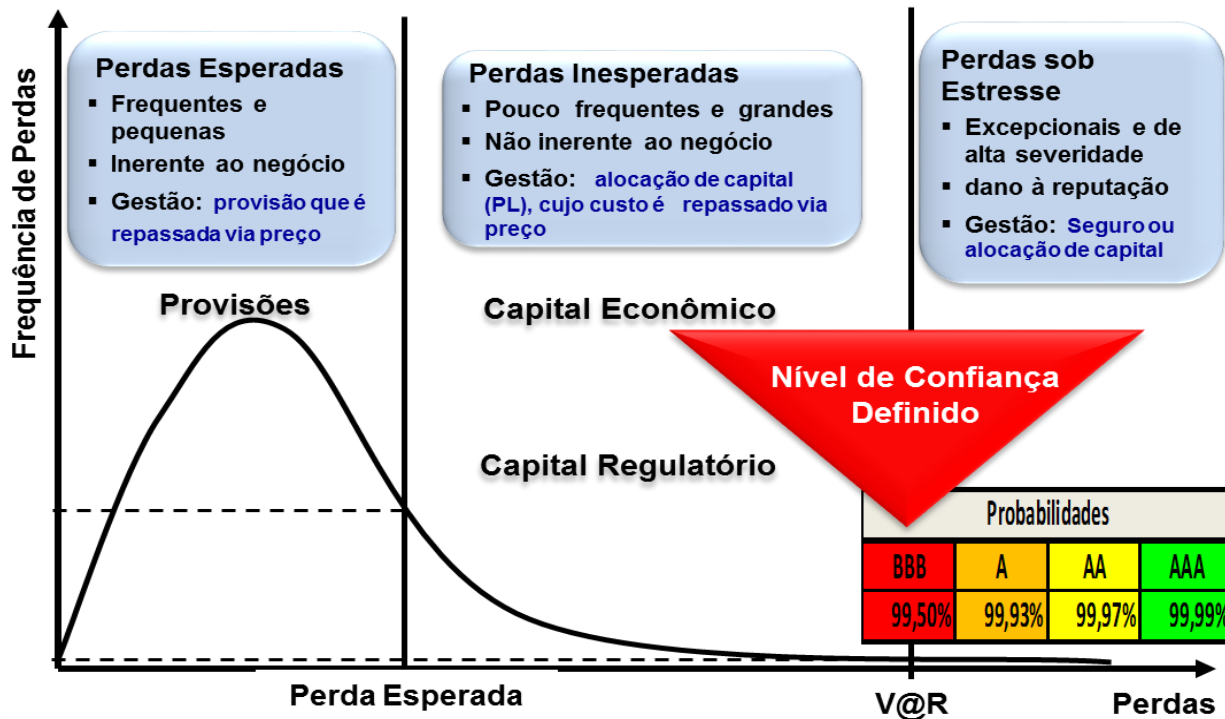 Frequência de Perdas
Perdas Esperadas
▪ Frequentes e
pequenas
▪ Inerente ao negócio
▪ Gestão: provisão que é
repassada via preço
Perdas Inesperadas
▪ Pouco frequentes e grandes
▪ Não inerente ao negócio
▪ Gestão: alocação de capital
(PL), cujo custo é repassado via
preço
Perdas sob
Estresse
▪ Excepcionais e de
alta severidade
▪ dano à reputação
▪ Gestão: Seguro ou
alocação de capital
Provisões
Capital Econômico
Nível de Confiança
Definido
Capital Regulatório
Probabilidades
BBB A AA AAA
99,50% 99,93% 99,97% 99,99%
Perda Esperada
V@R
Perdas